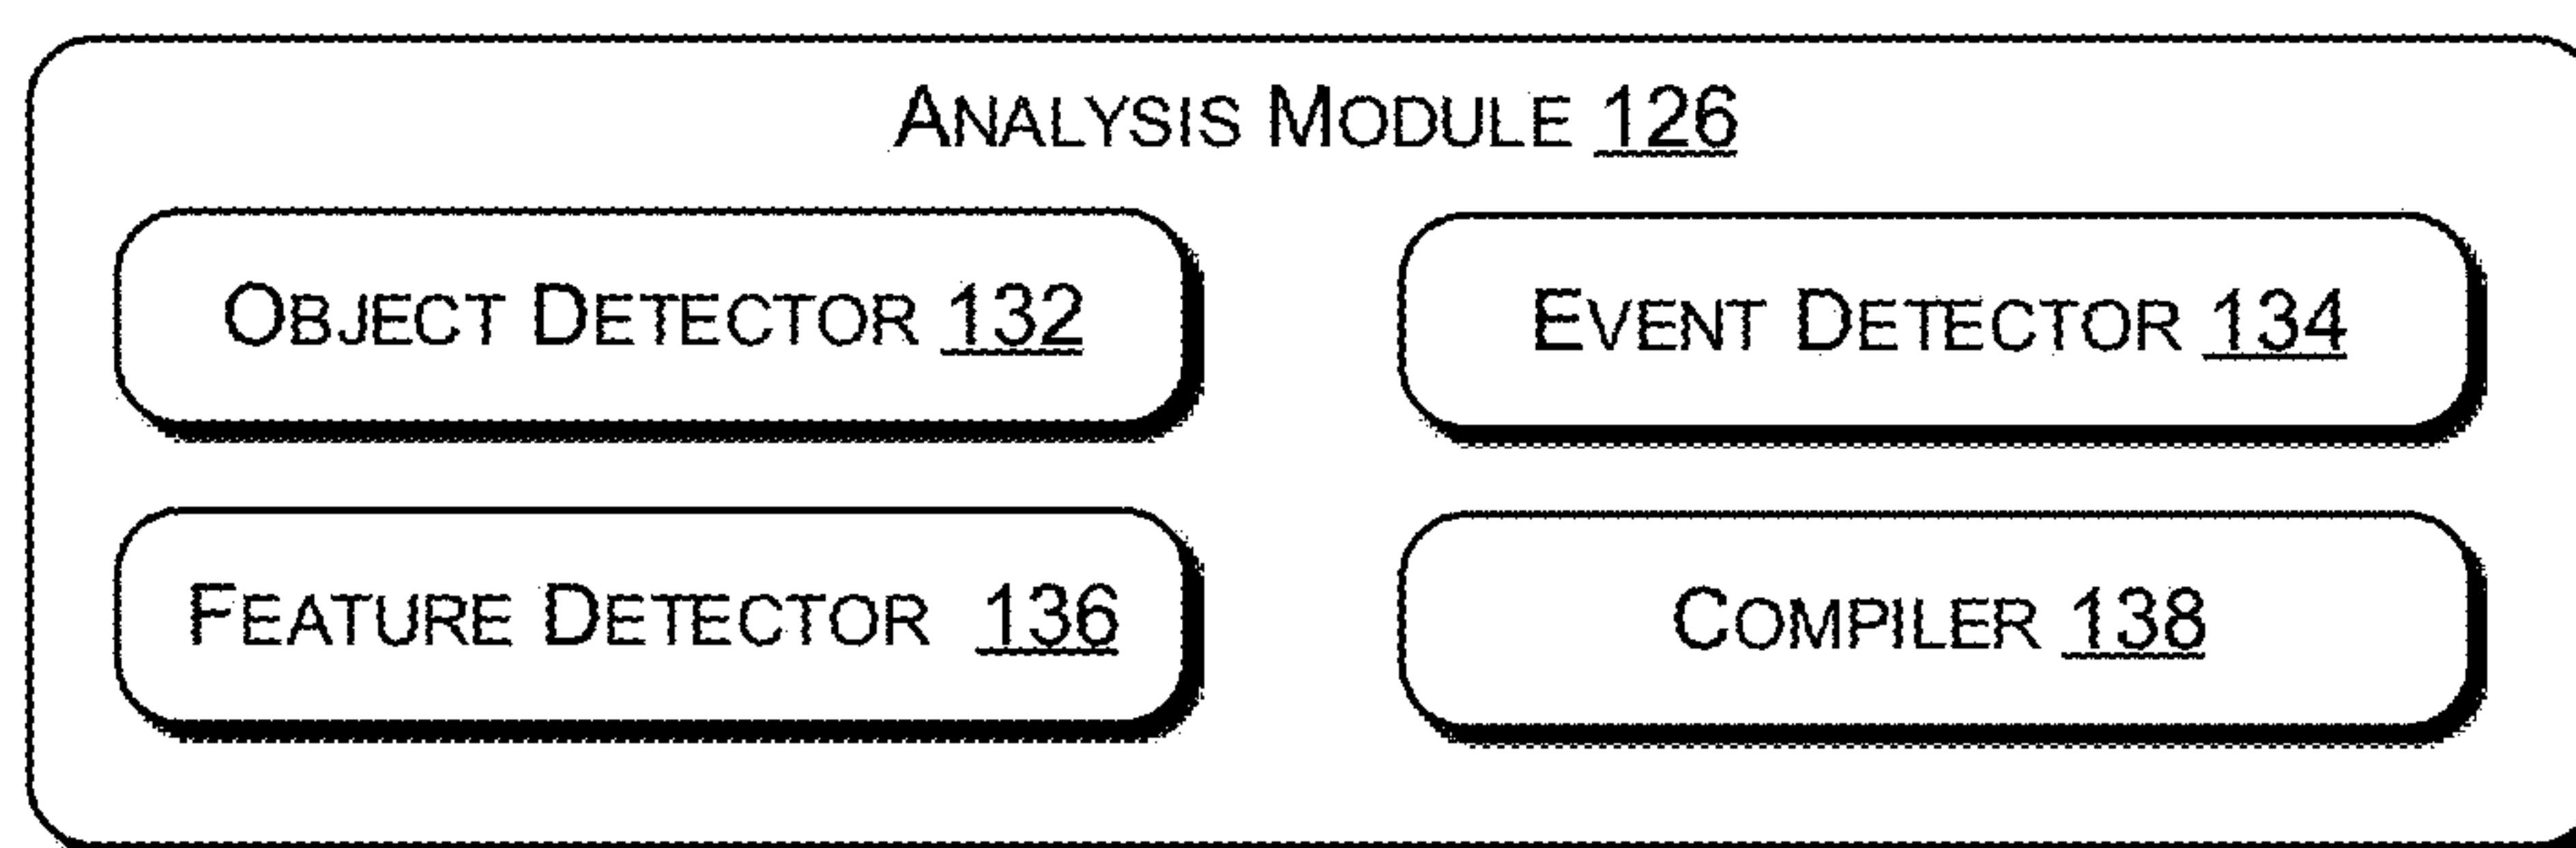 ANALYSIS MODULE 126
OBJECT DETECTOR 132
EVENT DETECTOR 134
FEATURE DETECTOR 136
COMPILER 138